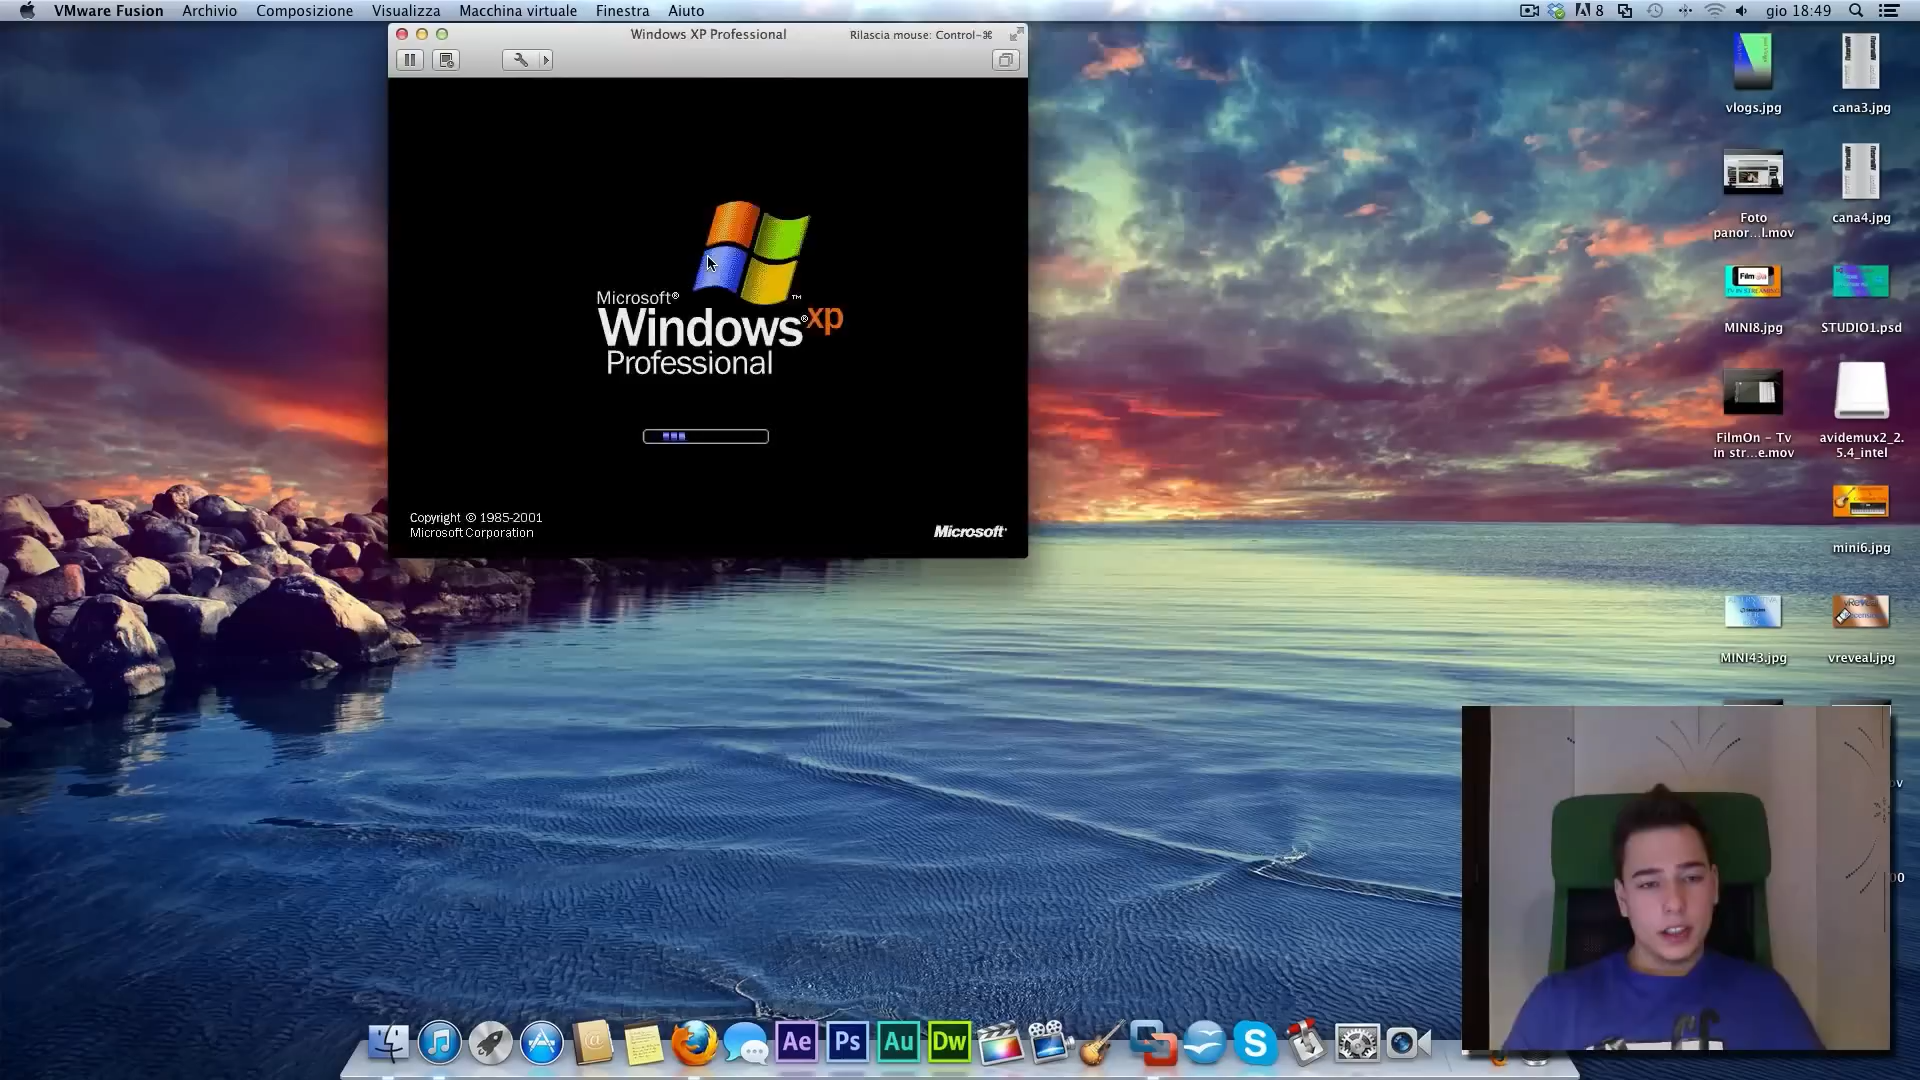 VMware Fusion Archivio Composizione Visualizza Macchina virtuale Finestra Aiuto
8 gio 18:49
Windows XP Professional
Rilascia mouse: Control-⌘
Microsoft®
Windows® xp ™
Professional
Copyright © 1985-2001
Microsoft Corporation
Microsoft®
vlogs.jpg
cana3.jpg
Foto
panor...l.mov
cana4.jpg
MINI8.jpg
STUDIO1.psd
FilmOn - Tv
in str...e.mov
avidemux2_2.
5.4_intel
mini6.jpg
MINI43.jpg
vreveal.jpg
Ae Ps Au Dw S